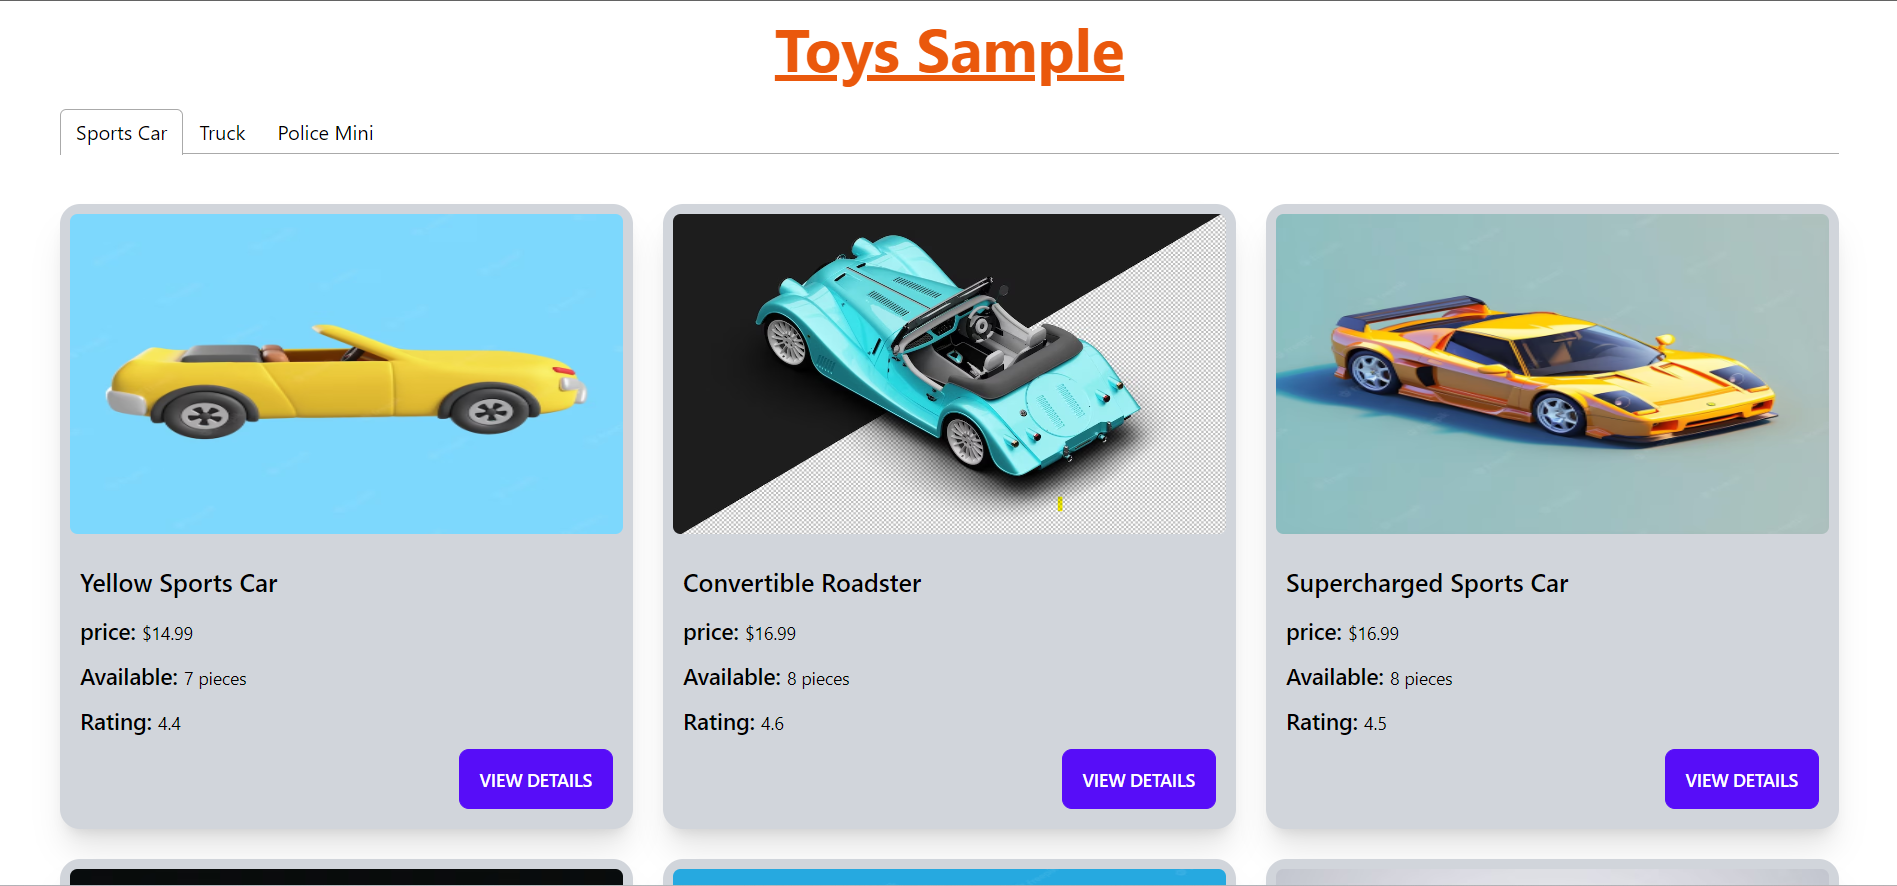 Toys Sample
Sports Car Truck Police Mini
Yellow Sports Car
price: $14.99
Available: 7 pieces
Rating: 4.4
VIEW DETAILS
Convertible Roadster
price: $16.99
Available: 8 pieces
Rating: 4.6
VIEW DETAILS
Supercharged Sports Car
price: $16.99
Available: 8 pieces
Rating: 4.5
VIEW DETAILS